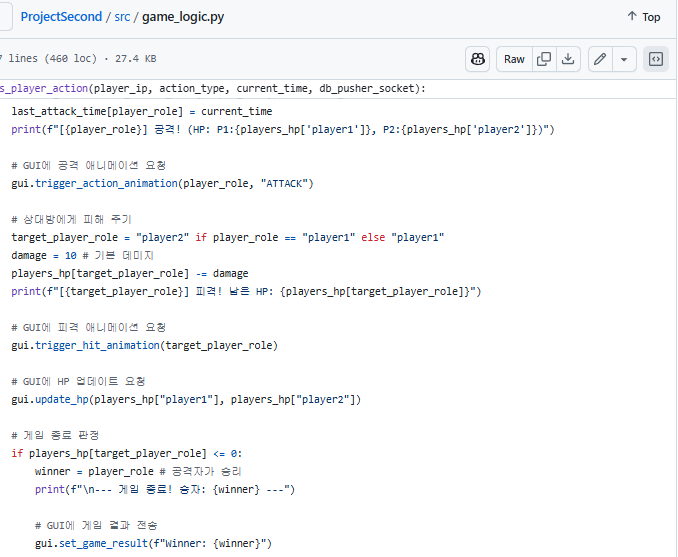 ProjectSecond / src / game_logic.py
Top
lines (460 loc) · 27.4 KB
Raw
s_player_action(player_ip, action_type, current_time, db_pusher_socket):
last_attack_time[player_role] = current_time
print(f"[{player_role}] 공격! (HP: P1:{players_hp['player1']}, P2:{players_hp['player2']})")
# GUI에 공격 애니메이션 요청
gui.trigger_action_animation(player_role, "ATTACK")
# 상대방에게 피해 주기
target_player_role = "player2" if player_role == "player1" else "player1"
damage = 10 # 기본 데미지
players_hp[target_player_role] -= damage
print(f"[{target_player_role}] 피격! 남은 HP: {players_hp[target_player_role]}")
# GUI에 피격 애니메이션 요청
gui.trigger_hit_animation(target_player_role)
# GUI에 HP 업데이트 요청
gui.update_hp(players_hp["player1"], players_hp["player2"])
# 게임 종료 판정
if players_hp[target_player_role] <= 0:
winner = player_role # 공격자가 승리
print(f"\n--- 게임 종료! 승자: {winner} ---")
# GUI에 게임 결과 전송
gui.set_game_result(f"Winner: {winner}")